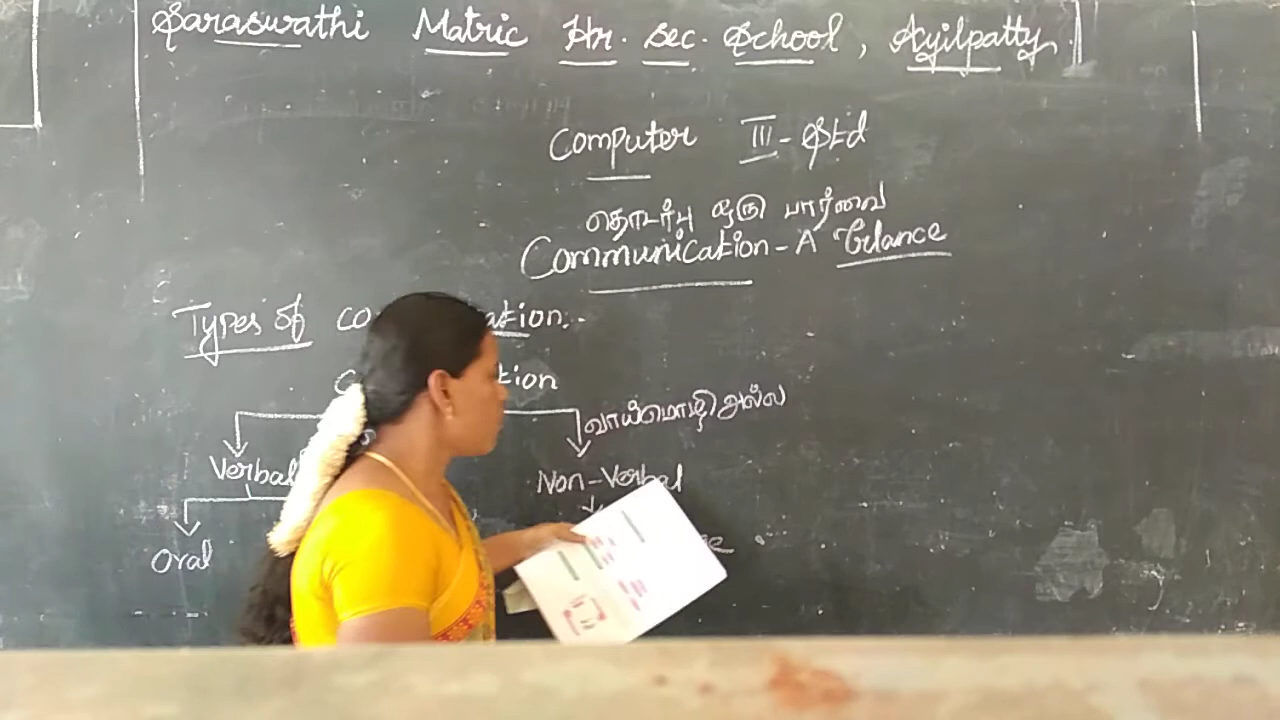 Saraswathi Matric Hr. Sec. School, Ayilpatty.
Computer III - Std
தொடர்பு ஒரு பார்வை
Communication - A Glance
Types of co ation.
C tion
வாய்மொழி அல்ல
Verbal Non-Verbal
Oral